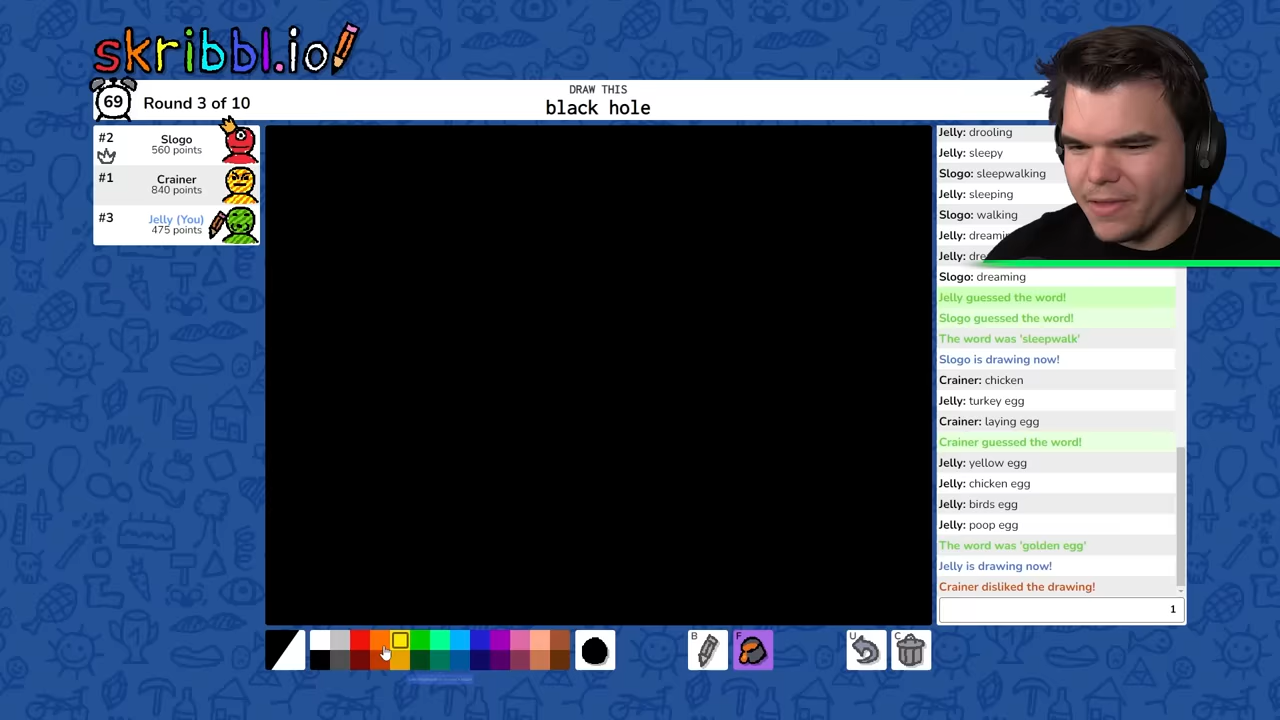 skribbl.io
69
Round 3 of 10
DRAW THIS
black hole
#2
Slogo
560 points
#1
Crainer
840 points
#3
Jelly (You)
475 points
Jelly: drooling
Jelly: sleepy
Slogo: sleepwalking
Jelly: sleeping
Slogo: walking
Jelly:
Jelly:
Slogo: dreaming
Jelly guessed the word!
Slogo guessed the word!
The word was 'sleepwalk'
Slogo is drawing now!
Crainer: chicken
Jelly: turkey egg
Crainer: laying egg
Crainer guessed the word!
Jelly: yellow egg
Jelly: chicken egg
Jelly: birds egg
Jelly: poop egg
The word was 'golden egg'
Jelly is drawing now!
Crainer disliked the drawing!
1
B
F
U
C